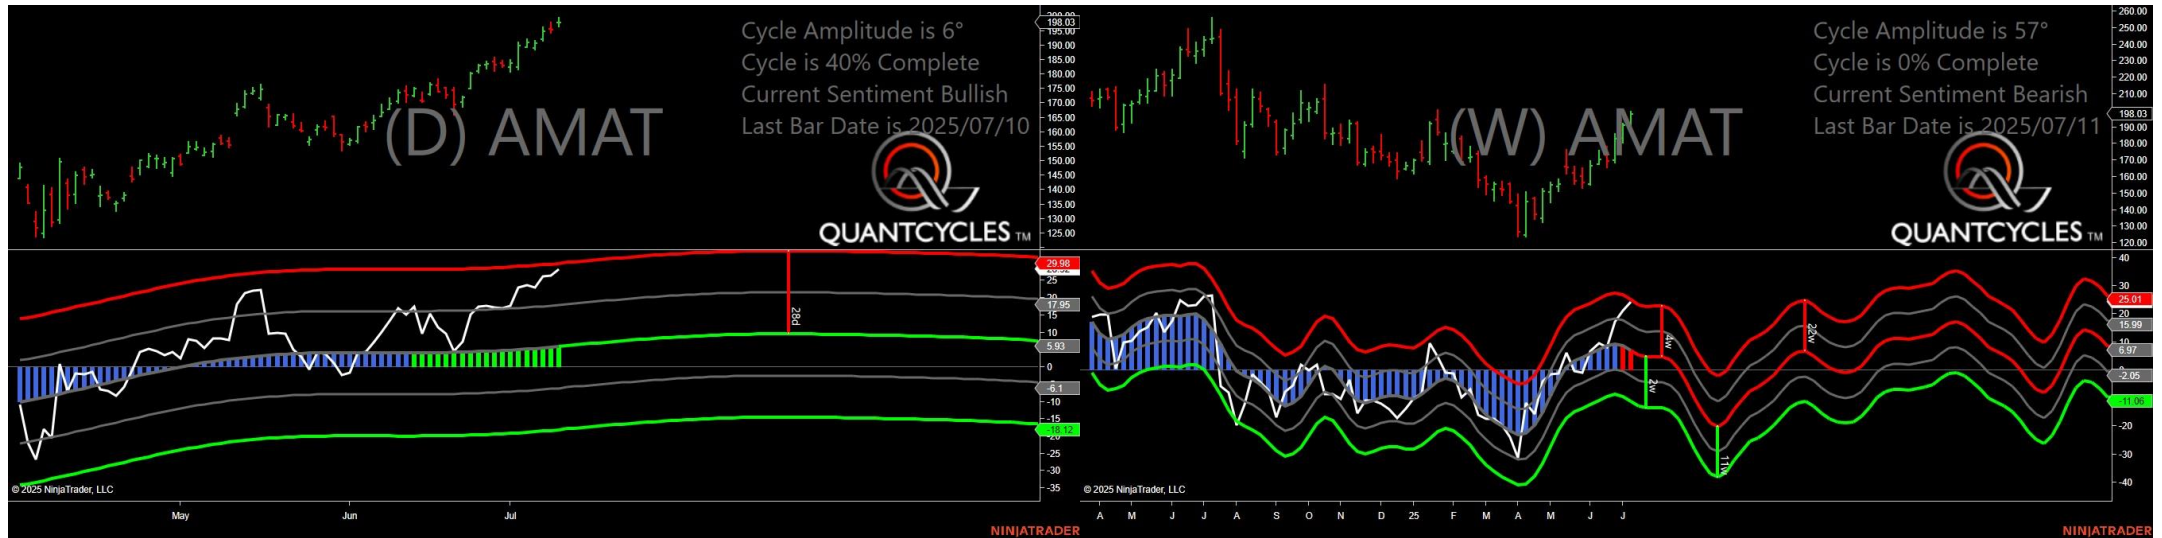 Cycle Amplitude is 6°
Cycle is 40% Complete
Current Sentiment Bullish
Last Bar Date is 2025/07/10
(D) AMAT
QUANTCYCLES TM
198.03
195.00
190.00
185.00
180.00
175.00
170.00
165.00
160.00
155.00
150.00
145.00
140.00
135.00
130.00
125.00
29.98
25
20
17.95
15
10
5.93
0
-6.1
-10
-15
-18.12
-25
-30
-35
28d
© 2025 NinjaTrader, LLC
May Jun Jul
NINJATRADER
Cycle Amplitude is 57°
Cycle is 0% Complete
Current Sentiment Bearish
Last Bar Date is 2025/07/11
(W) AMAT
QUANTCYCLES TM
260.00
250.00
240.00
230.00
220.00
210.00
198.03
190.00
180.00
170.00
160.00
150.00
140.00
130.00
120.00
40
30
25.01
15.99
6.97
-2.05
-11.06
-20
-30
-40
4w
2w
11w
22w
© 2025 NinjaTrader, LLC
A M J J A S O N D 25 F M A M J J
NINJATRADER